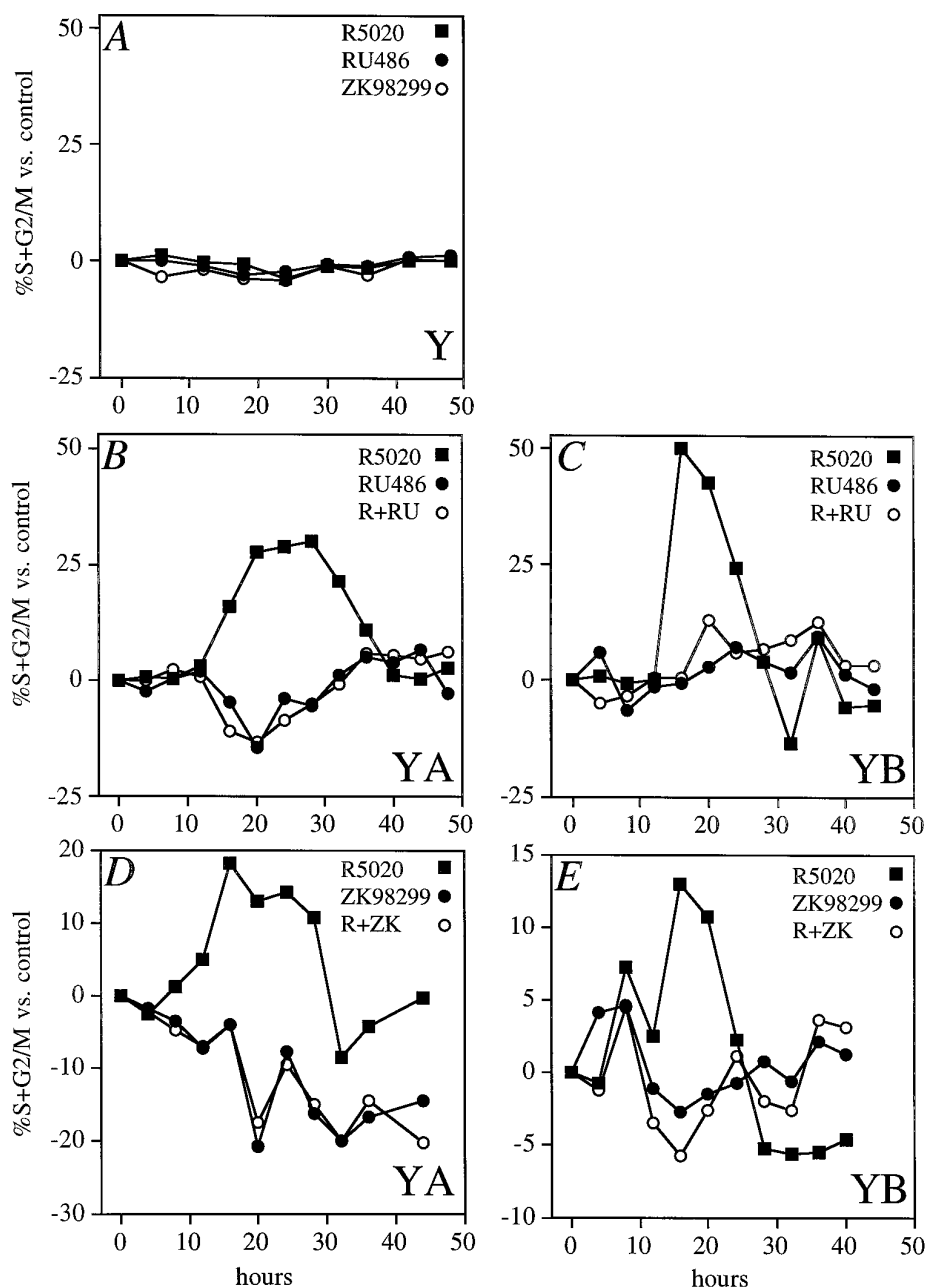 A
R5020
RU486
ZK98299
%S+G2/M vs. control
50
25
0
-25
Y
0 10 20 30 40 50
B
R5020
RU486
R+RU
%S+G2/M vs. control
50
25
0
-25
YA
0 10 20 30 40 50
C
R5020
RU486
R+RU
50
25
0
-25
YB
0 10 20 30 40 50
D
R5020
ZK98299
R+ZK
%S+G2/M vs. control
20
10
0
-10
-20
-30
YA
0 10 20 30 40 50
hours
E
R5020
ZK98299
R+ZK
15
10
5
0
-5
-10
YB
0 10 20 30 40 50
hours